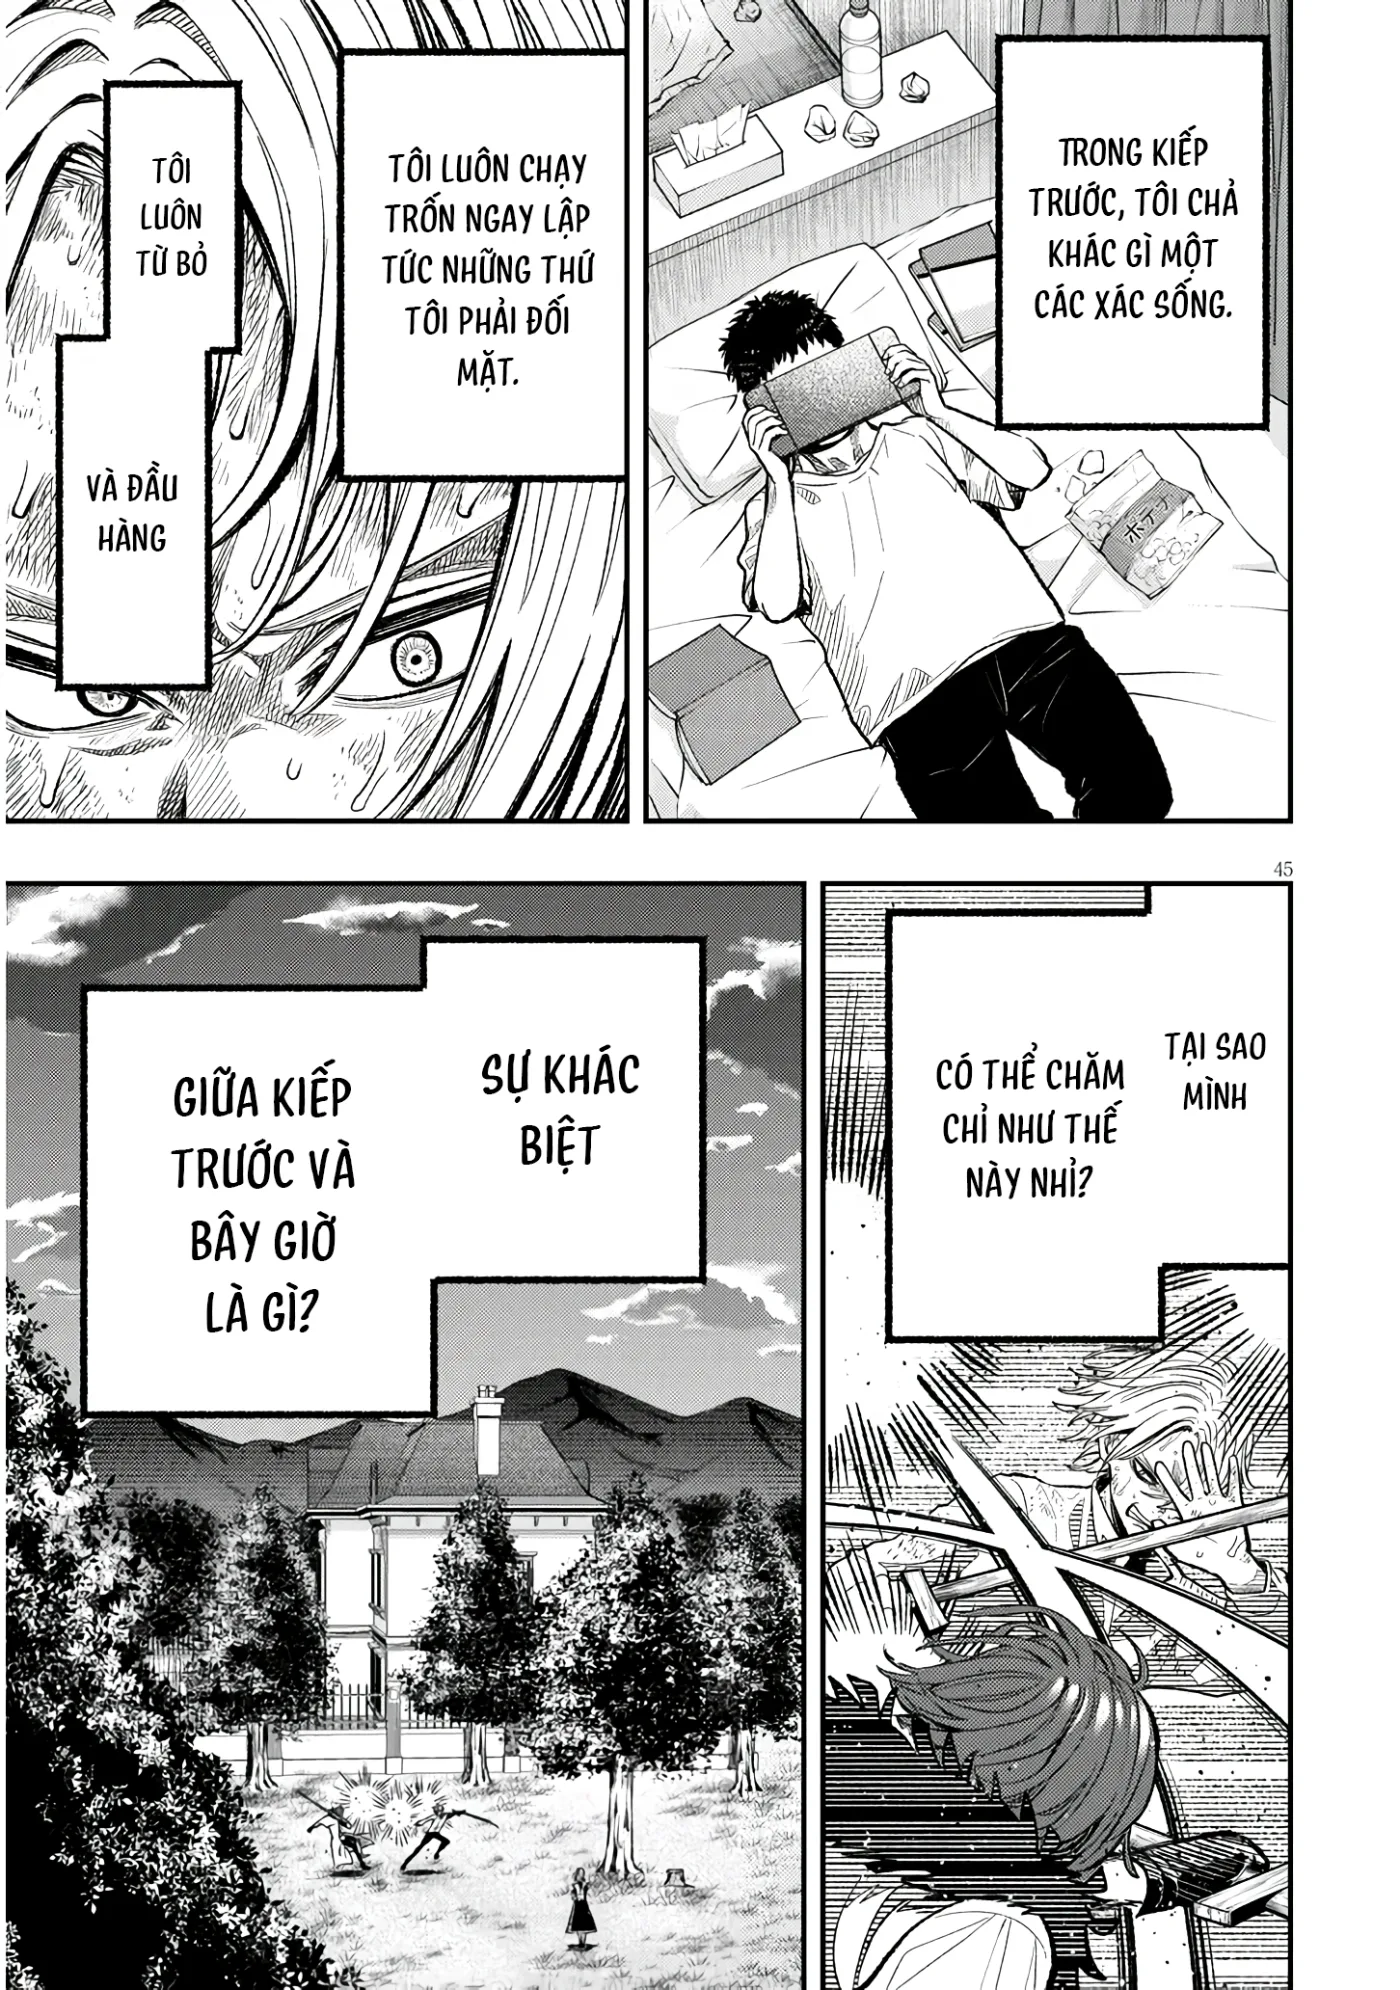 TRONG KIẾP
TRƯỚC, TÔI CHẢ
KHÁC GÌ MỘT
CÁC XÁC SỐNG.
ポテ
TÔI LUÔN CHẠY
TRỐN NGAY LẬP
TỨC NHỮNG THỨ
TÔI PHẢI ĐỐI
MẶT.
TÔI
LUÔN
TỪ BỎ
VÀ ĐẦU
HÀNG
45
TẠI SAO
MÌNH
CÓ THỂ CHĂM
CHỈ NHƯ THẾ
NÀY NHỈ?
SỰ KHÁC
BIỆT
GIỮA KIẾP
TRƯỚC VÀ
BÂY GIỜ
LÀ GÌ?